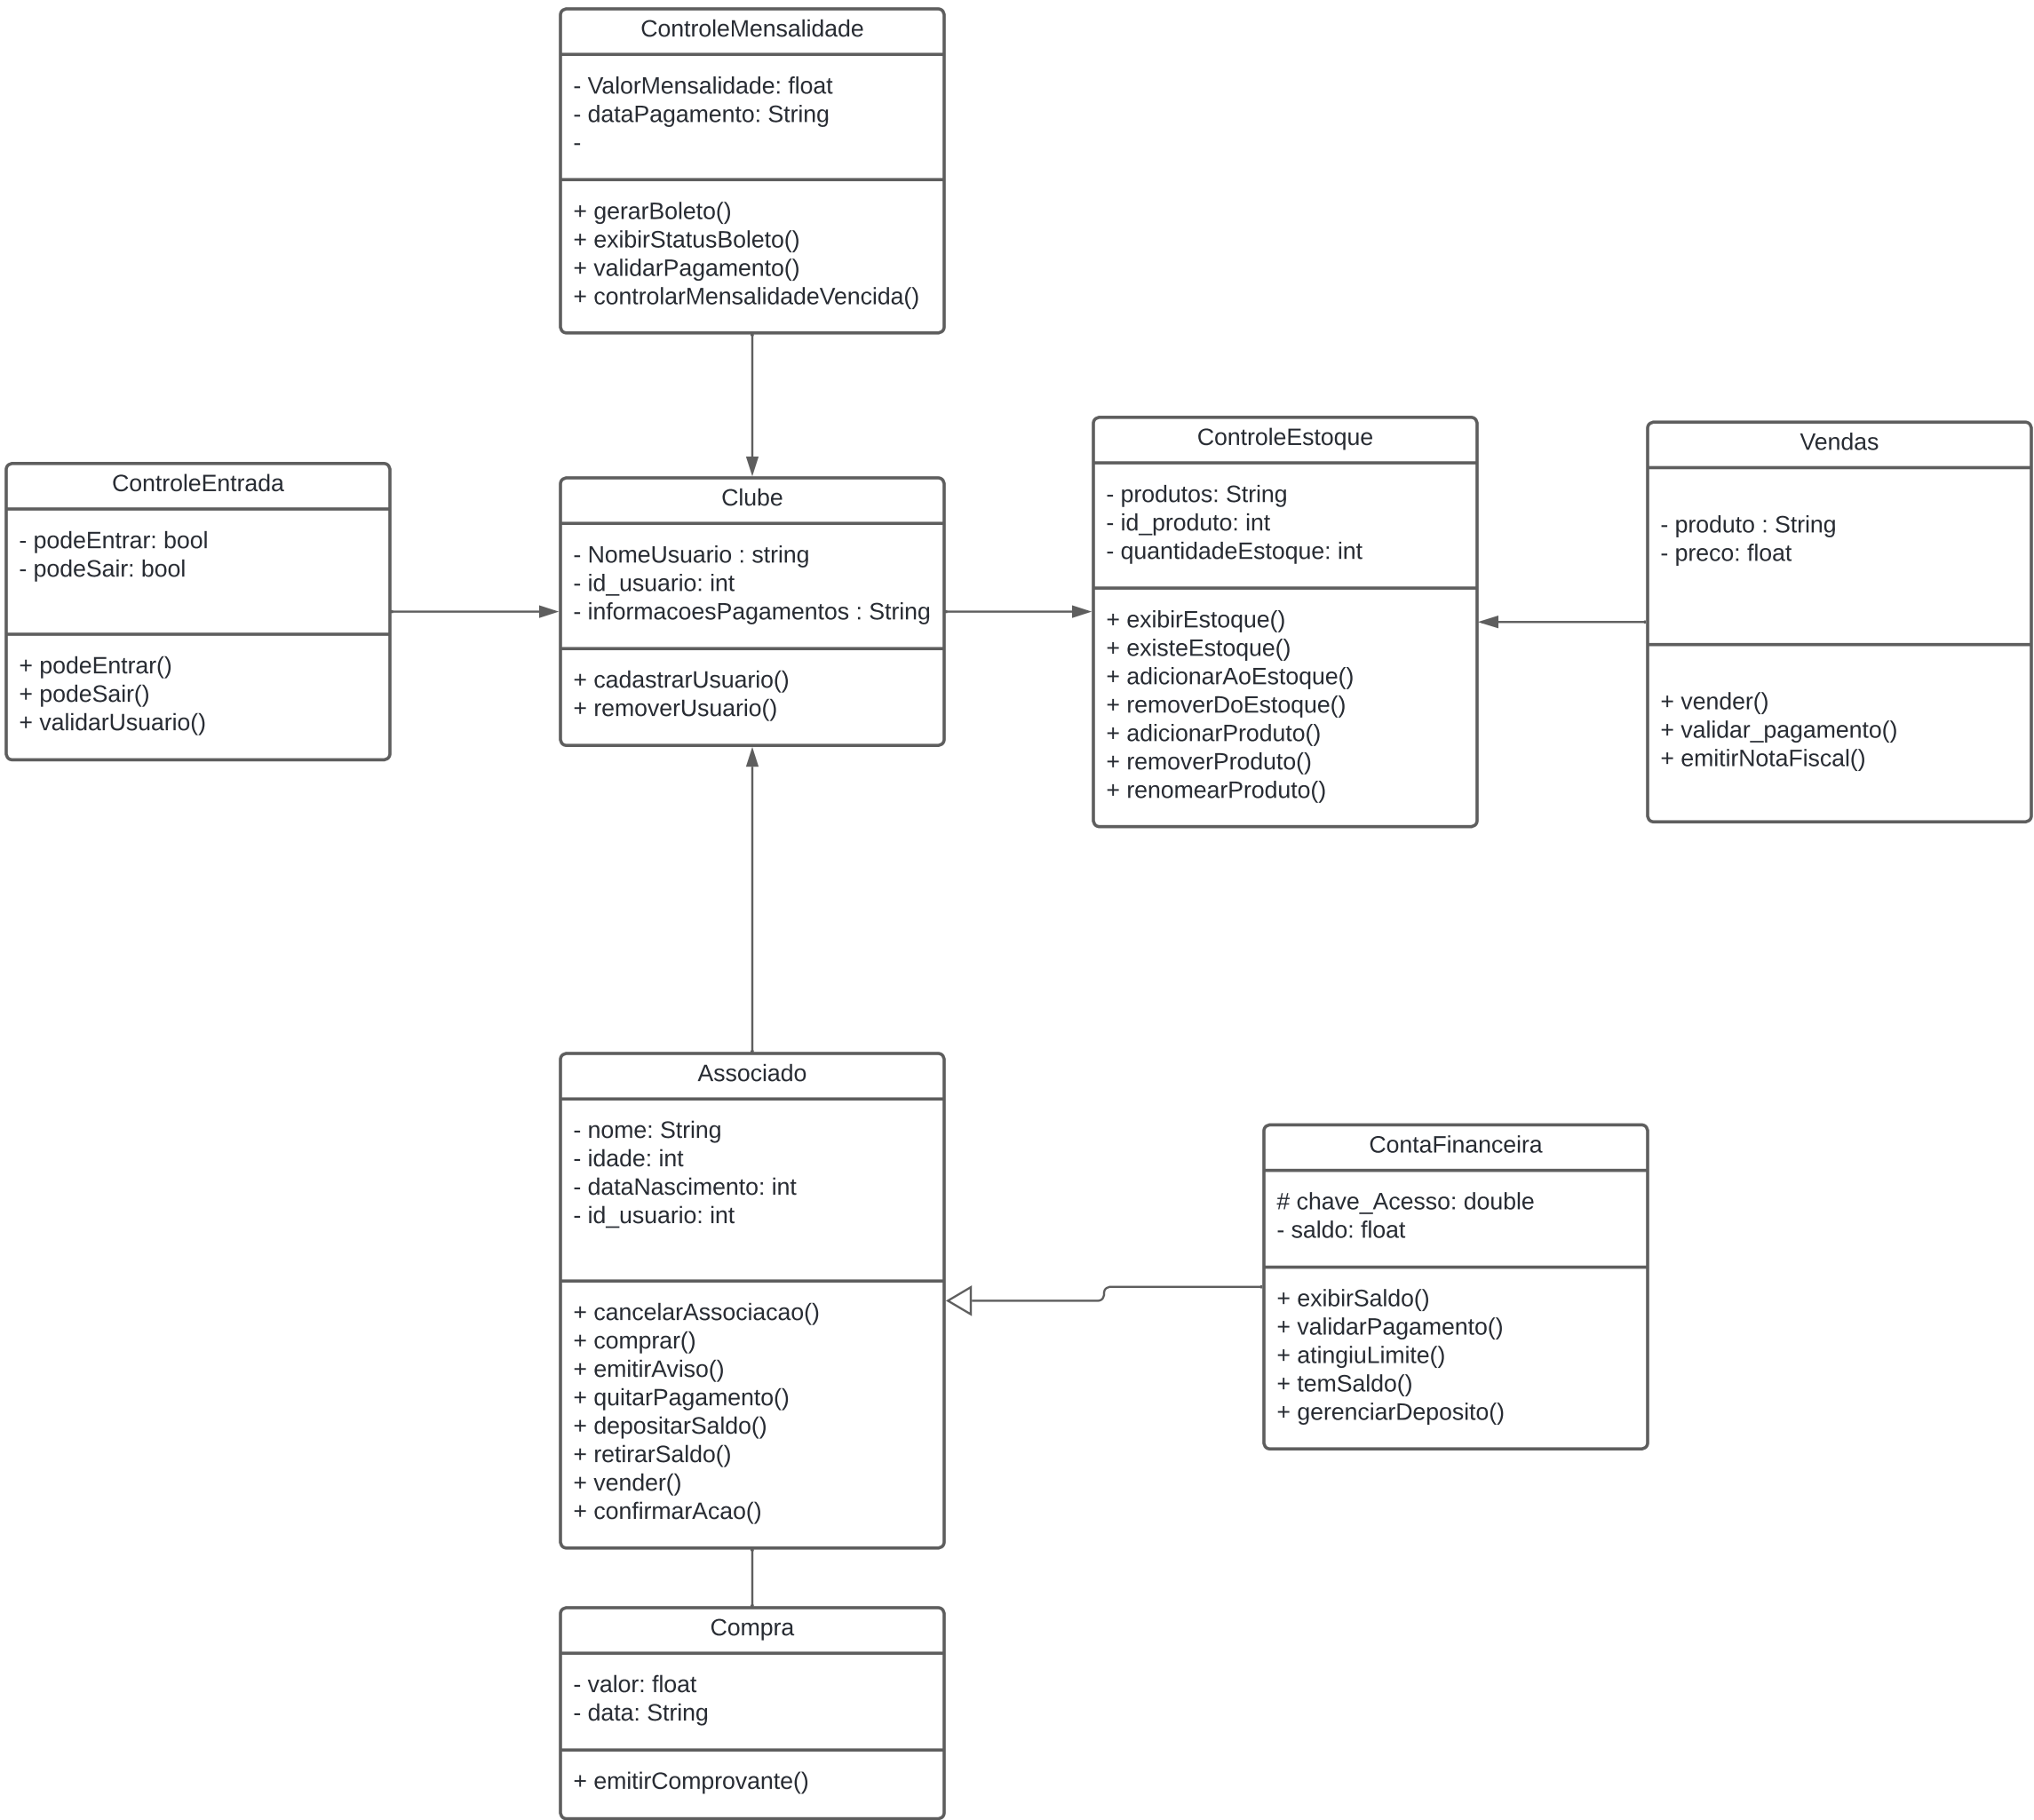 ControleMensalidade
- ValorMensalidade: float
- dataPagamento: String
-
+ gerarBoleto()
+ exibirStatusBoleto()
+ validarPagamento()
+ controlarMensalidadeVencida()
ControleEntrada
- podeEntrar: bool
- podeSair: bool
+ podeEntrar()
+ podeSair()
+ validarUsuario()
Clube
- NomeUsuario : string
- id_usuario: int
- informacoesPagamentos : String
+ cadastrarUsuario()
+ removerUsuario()
ControleEstoque
- produtos: String
- id_produto: int
- quantidadeEstoque: int
+ exibirEstoque()
+ existeEstoque()
+ adicionarAoEstoque()
+ removerDoEstoque()
+ adicionarProduto()
+ removerProduto()
+ renomearProduto()
Vendas
- produto : String
- preco: float
+ vender()
+ validar_pagamento()
+ emitirNotaFiscal()
Associado
- nome: String
- idade: int
- dataNascimento: int
- id_usuario: int
+ cancelarAssociacao()
+ comprar()
+ emitirAviso()
+ quitarPagamento()
+ depositarSaldo()
+ retirarSaldo()
+ vender()
+ confirmarAcao()
ContaFinanceira
# chave_Acesso: double
- saldo: float
+ exibirSaldo()
+ validarPagamento()
+ atingiuLimite()
+ temSaldo()
+ gerenciarDeposito()
Compra
- valor: float
- data: String
+ emitirComprovante()